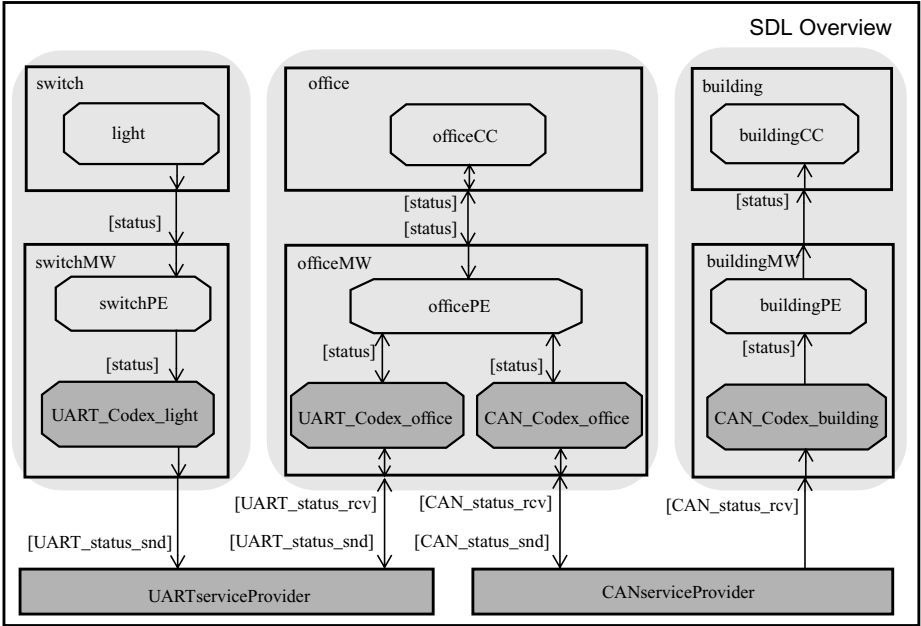 SDL Overview
switch
office
building
light
officeCC
buildingCC
[status]
[status]
[status]
[status]
switchMW
officeMW
buildingMW
switchPE
officePE
buildingPE
[status]
[status]
[status]
[status]
UART_Codex_light
UART_Codex_office
CAN_Codex_office
CAN_Codex_building
[UART_status_rcv]
[CAN_status_rcv]
[CAN_status_rcv]
[UART_status_snd]
[UART_status_snd]
[CAN_status_snd]
UARTserviceProvider
CANserviceProvider